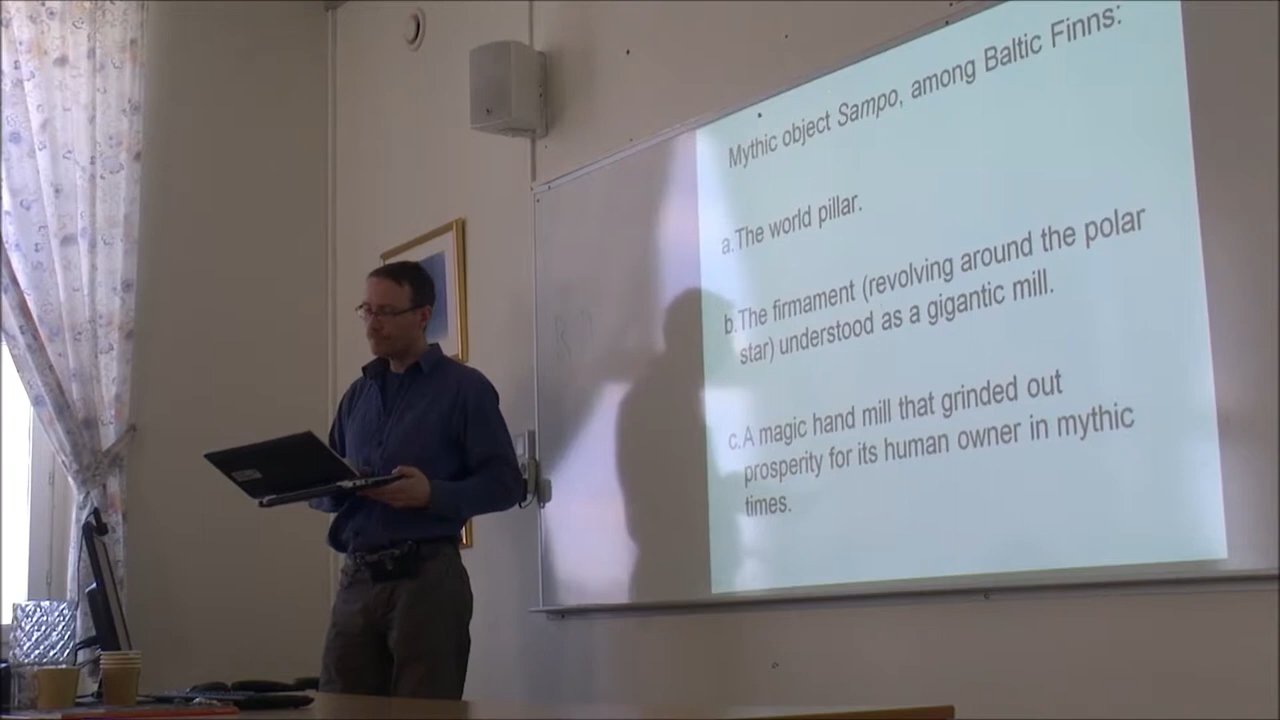 Mythic object Sampo, among Baltic Finns:
a. The world pillar.
b. The firmament (revolving around the polar
star) understood as a gigantic mill.
c. A magic hand mill that grinded out
prosperity for its human owner in mythic
times.